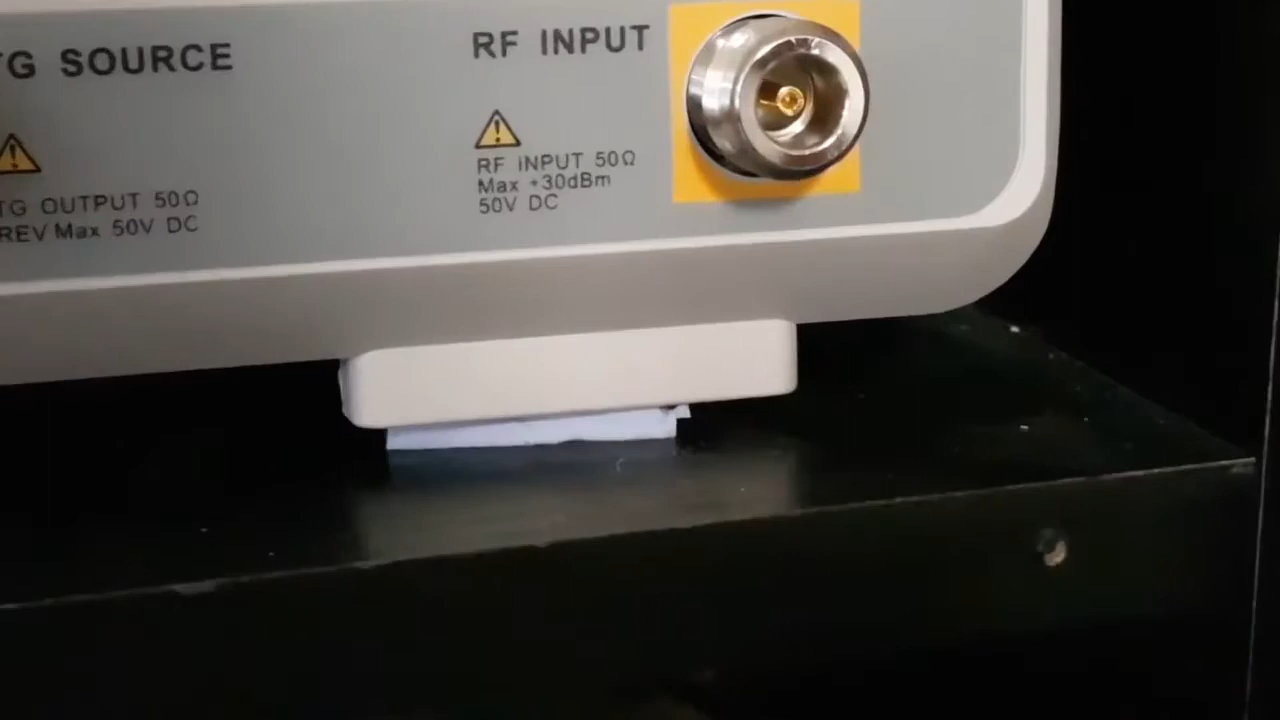 TG SOURCE
RF INPUT
TG OUTPUT 50Ω
REV Max 50V DC
RF INPUT 50Ω
Max +30dBm
50V DC